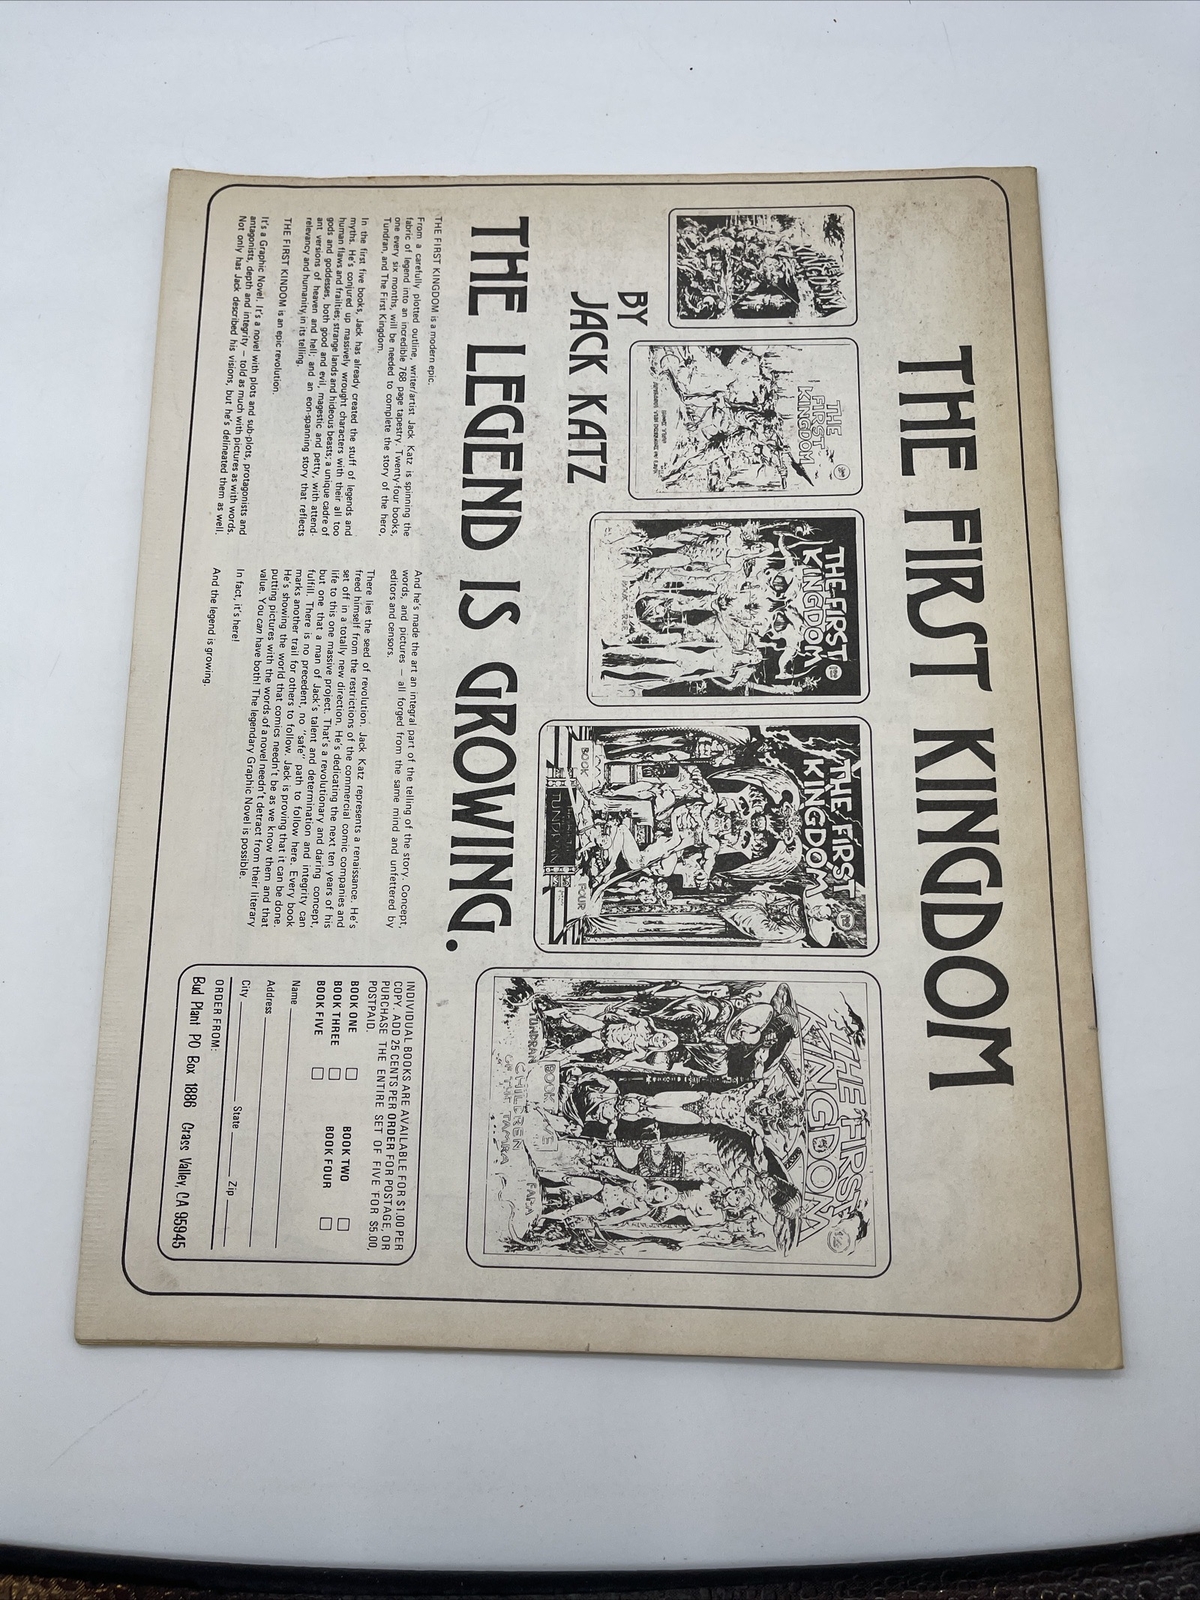 THE FIRST KINGDOM
KINGDOM
THE
FIRST
KINGDOM
THE FIRST
KINGDOM
THE FIRST
KINGDOM
BOOK
TUNDRAN
FOUR
THE FIRST
KINGDOM
BOOK FIVE
TUNDRAN
CHILDREN
OF THE TAMRA
FARA
BY
JACK KATZ
THE LEGEND IS GROWING.
THE FIRST KINGDOM is a modern epic.
From a carefully plotted outline, writer/artist Jack Katz is spinning the
fabric of legend into an incredible 768 page tapestry. Twenty-four books,
one every six months, will be needed to complete the story of the hero,
Tundran, and The First Kingdom.
In the first five books, Jack has already created the stuff of legends and
myths. He's conjured up massively wrought characters with their all too
human flaws and frailties; strange lands and hideous beasts; a unique cadre of
gods and goddesses, both good and evil, magestic and petty, with attend-
ant versions of heaven and hell; and an eon-spanning story that reflects
relevancy and humanity, in its telling.
THE FIRST KINDOM is an epic revolution.
It's a Graphic Novel. It's a novel with plots and sub-plots, protagonists and
antagonists, depth and integrity — told as much with pictures as with words.
Not only has Jack described his visions, but he's delineated them as well.
And he's made the art an integral part of the telling of the story. Concept,
words, and pictures — all forged from the same mind and unfettered by
editors and censors.
There lies the seed of revolution. Jack Katz represents a renaissance. He's
freed himself from the restrictions of the commercial comic companies and
set off in a totally new direction. He's dedicating the next ten years of his
life to this one massive project. That's a revolutionary and daring concept,
but one that a man of Jack's talent and determination and integrity can
fulfill. There is no precedent, no "safe" path to follow here. Every book
marks another trail for others to follow. Jack is proving that it can be done.
He's showing the world that comics needn't be as we know them and that
putting pictures with the words of a novel needn't detract from their literary
value. You can have both! The legendary Graphic Novel is possible.
In fact, it's here!
And the legend is growing.
INDIVIDUAL BOOKS ARE AVAILABLE FOR $1.00 PER
COPY. ADD 25 CENTS PER ORDER FOR POSTAGE, OR
PURCHASE THE ENTIRE SET OF FIVE FOR $5.00,
POSTPAID.
BOOK ONE BOOK TWO
BOOK THREE BOOK FOUR
BOOK FIVE
Name
Address
City State Zip
ORDER FROM:
Bud Plant PO Box 1886 Grass Valley, CA 95945